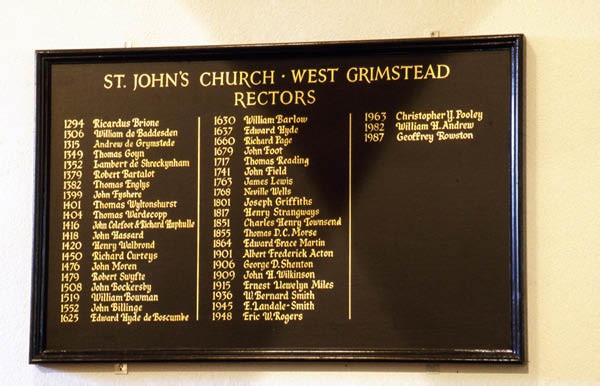 ST. JOHN'S CHURCH · WEST GRIMSTEAD
RECTORS
1294 Ricardus Brione
1306 William de Baddesden
1315 Andrew de Grymstede
1349 Thomas Goyn
1352 Lambert de Shreckynham
1379 Robert Bartalot
1382 Thomas Englys
1399 John Fyshere
1401 Thomas Wyltonshurst
1404 Thomas Wardecopp
1416 John Colefoot & Richard Haphulle
1418 John Hassard
1420 Henry Walbrond
1450 Richard Curteys
1476 John Moren
1479 Robert Swyfte
1508 John Bockersby
1519 William Bowman
1552 John Billinge
1625 Edward Hyde de Boscumbe
1630 William Barlow
1637 Edward Hyde
1660 Richard Page
1679 John Foot
1717 Thomas Reading
1741 John Field
1763 James Lewis
1768 Neville Wells
1801 Joseph Griffiths
1817 Henry Strangways
1851 Charles Henry Townsend
1855 Thomas D.C. Morse
1864 Edward Brace Martin
1901 Albert Frederick Acton
1906 George D. Shenton
1909 John H. Wilkinson
1915 Ernest Llewelyn Miles
1936 W. Bernard Smith
1945 E. Landale-Smith
1948 Eric W. Rogers
1963 Christopher Y. Pooley
1982 William H. Andrew
1987 Geoffrey Rowston